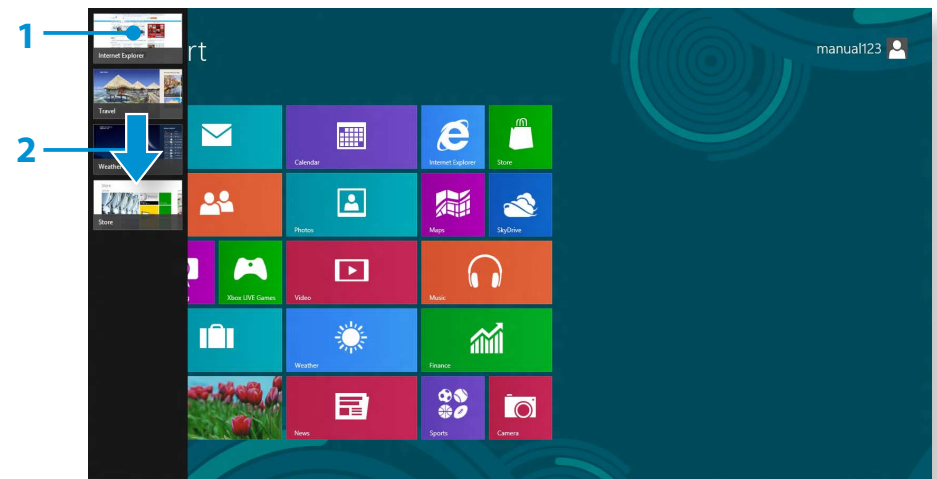 1
2
Internet Explorer
Travel
Weather
Store
rt
manual123
Calendar
Internet Explorer
Store
Photos
Maps
SkyDrive
g
Xbox LIVE Games
Video
Music
Weather
Finance
News
Sports
Camera